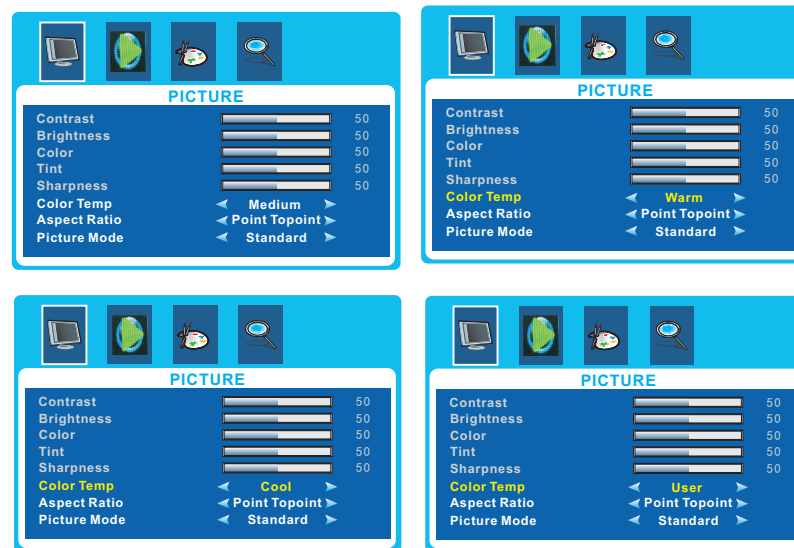 PICTURE
Contrast 50
Brightness 50
Color 50
Tint 50
Sharpness 50
Color Temp Medium
Aspect Ratio Point Topoint
Picture Mode Standard
PICTURE
Contrast 50
Brightness 50
Color 50
Tint 50
Sharpness 50
Color Temp Warm
Aspect Ratio Point Topoint
Picture Mode Standard
PICTURE
Contrast 50
Brightness 50
Color 50
Tint 50
Sharpness 50
Color Temp Cool
Aspect Ratio Point Topoint
Picture Mode Standard
PICTURE
Contrast 50
Brightness 50
Color 50
Tint 50
Sharpness 50
Color Temp User
Aspect Ratio Point Topoint
Picture Mode Standard